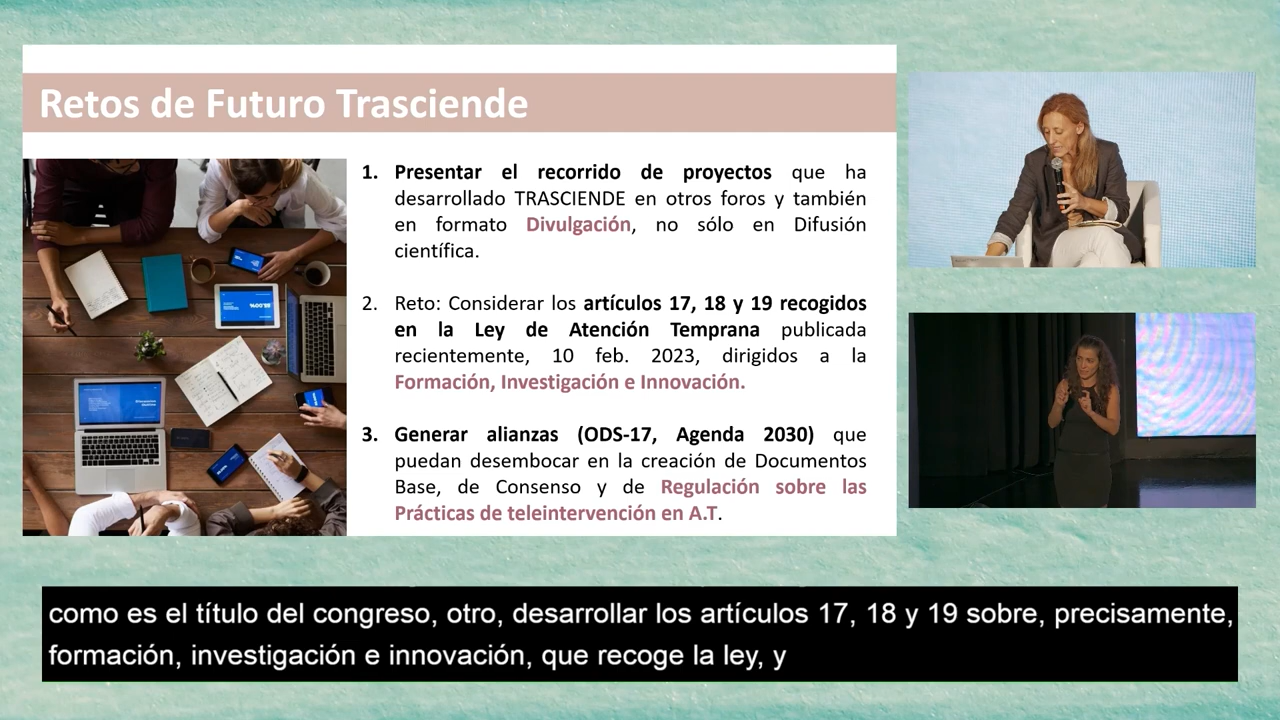 Retos de Futuro Trasciende
1. Presentar el recorrido de proyectos que ha
desarrollado TRASCIENDE en otros foros y también
en formato Divulgación, no sólo en Difusión
científica.
2. Reto: Considerar los artículos 17, 18 y 19 recogidos
en la Ley de Atención Temprana publicada
recientemente, 10 feb. 2023, dirigidos a la
Formación, Investigación e Innovación.
3. Generar alianzas (ODS-17, Agenda 2030) que
puedan desembocar en la creación de Documentos
Base, de Consenso y de Regulación sobre las
Prácticas de teleintervención en A.T.
como es el título del congreso, otro, desarrollar los artículos 17, 18 y 19 sobre, precisamente,
formación, investigación e innovación, que recoge la ley, y